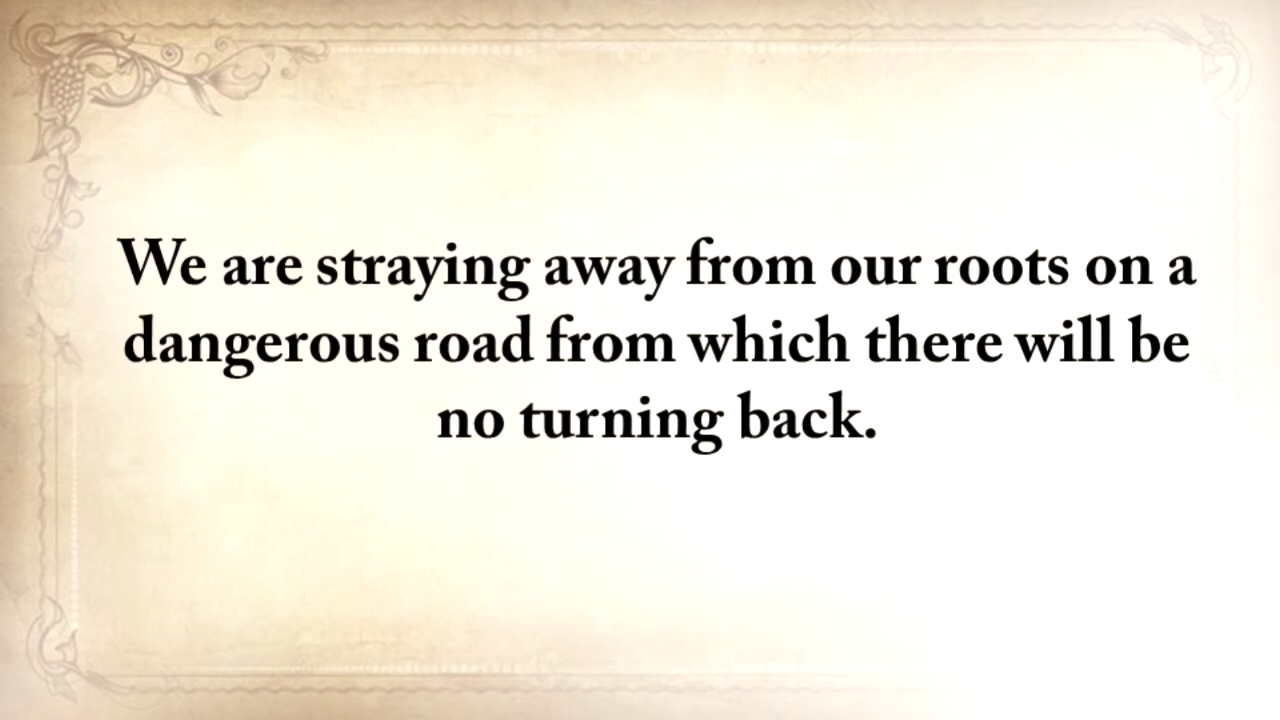 We are straying away from our roots on a
dangerous road from which there will be
no turning back.